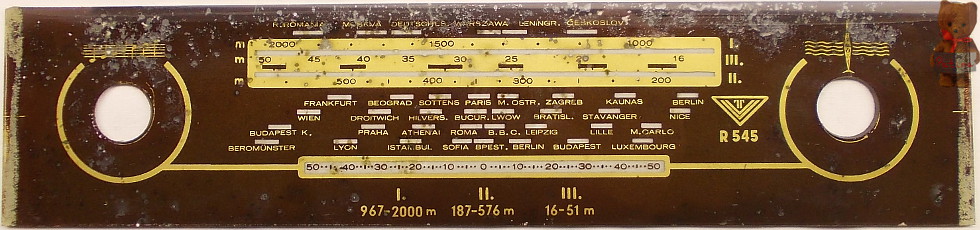 K.ROMANIA MOSKVA DEUTSCHLS. WARSZAWA LENINGR. ČESKOSLOV.
m 2000 1500 1000 I.
m 50 45 40 35 30 25 20 16 III.
m 500 400 300 200 II.
FRANKFURT BEOGRAD SOTTENS PARIS M. OSTR. ZAGREB KAUNAS BERLIN
WIEN DROITWICH HILVERS. BUCUR. LWOW BRATISL. STAVANGER NICE
BUDAPEST K. PRAHA ATHENAI ROMA B.B.C. LEIPZIG LILLE M.CARLO
BEROMÜNSTER LYON ISTANBUL SOFIA BPEST. BERLIN BUDAPEST LUXEMBOURG
R 545
50 40 30 20 10 0 10 20 30 40 50
I. II. III.
967-2000 m 187-576 m 16-51 m